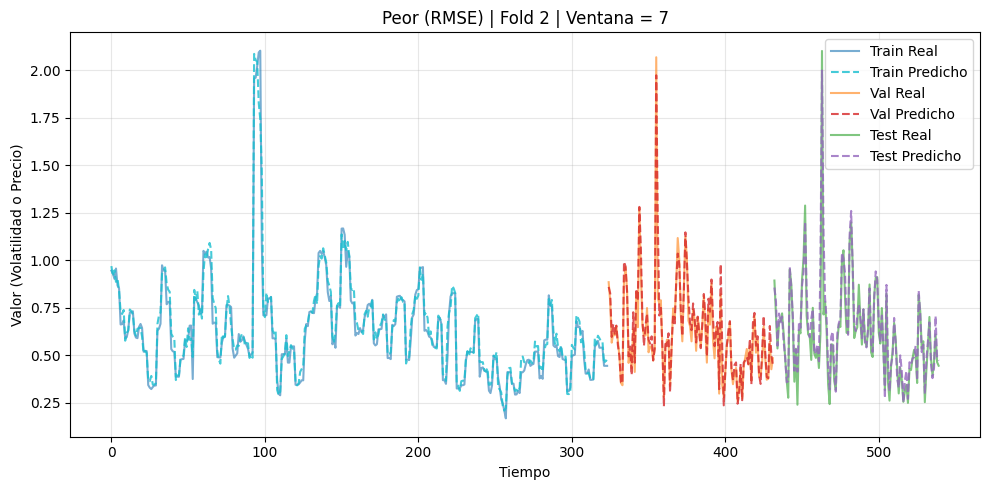 Peor (RMSE) | Fold 2 | Ventana = 7
Valor (Volatilidad o Precio)
2.00
1.75
1.50
1.25
1.00
0.75
0.50
0.25
Train Real
Train Predicho
Val Real
Val Predicho
Test Real
Test Predicho
0
100
200
300
400
500
Tiempo